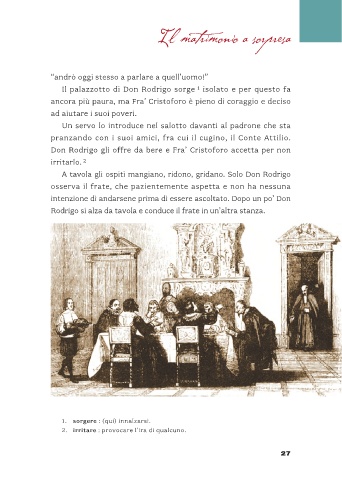 Il matrimonio a sorpresa
“andrò oggi stesso a parlare a quell’uomo!”
Il palazzotto di Don Rodrigo sorge 1 isolato e per questo fa
ancora più paura, ma Fra’ Cristoforo è pieno di coraggio e deciso
ad aiutare i suoi poveri.
Un servo lo introduce nel salotto davanti al padrone che sta
pranzando con i suoi amici, fra cui il cugino, il Conte Attilio.
Don Rodrigo gli offre da bere e Fra’ Cristoforo accetta per non
irritarlo. 2
A tavola gli ospiti mangiano, ridono, gridano. Solo Don Rodrigo
osserva il frate, che pazientemente aspetta e non ha nessuna
intenzione di andarsene prima di essere ascoltato. Dopo un po’ Don
Rodrigo si alza da tavola e conduce il frate in un’altra stanza.
1. sorgere : (qui) innalzarsi.
2. irritare : provocare l’ira di qualcuno.
27